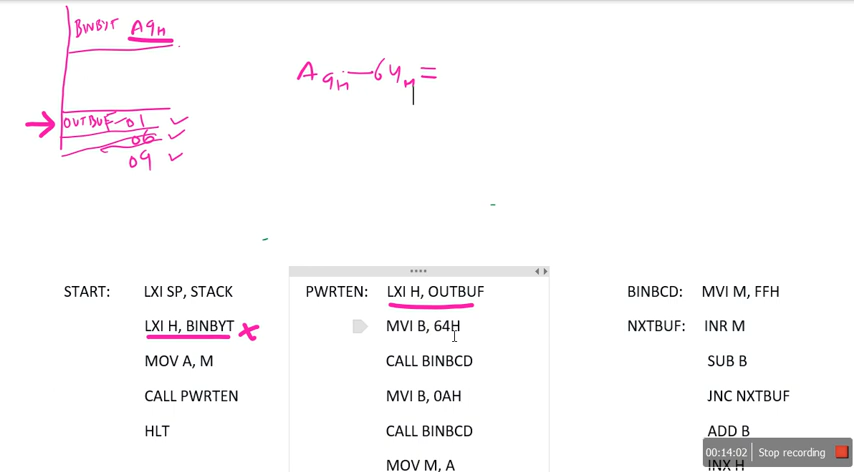 BINBYT A9H
A9H - 64H =
OUTBUF-01
06
09
START: LXI SP, STACK
LXI H, BINBYT
MOV A, M
CALL PWRTEN
HLT
PWRTEN: LXI H, OUTBUF
MVI B, 64H
CALL BINBCD
MVI B, 0AH
CALL BINBCD
MOV M, A
BINBCD: MVI M, FFH
NXTBUF: INR M
SUB B
JNC NXTBUF
ADD B
INX H
00:14:02 Stop recording